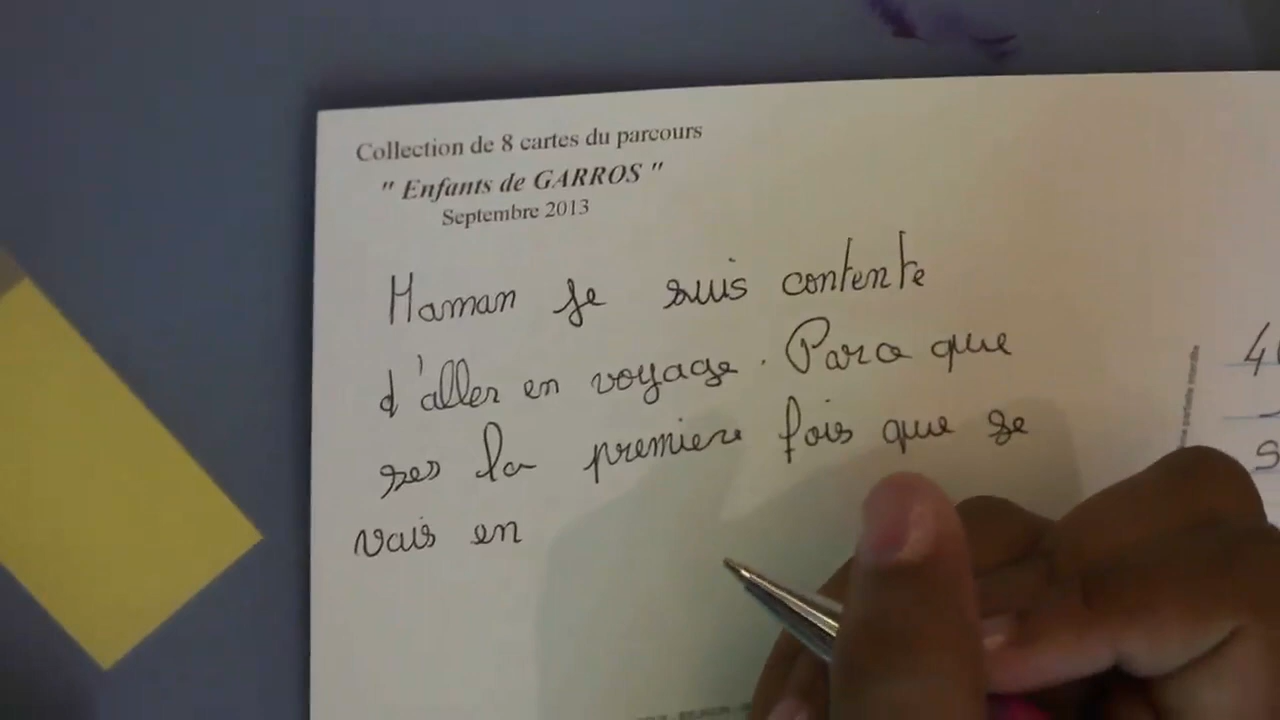 Collection de 8 cartes du parcours
" Enfants de GARROS "
Septembre 2013
Maman je suis contente
d'aller en voyage. Parce que
ses la premiere fois que je
vais en